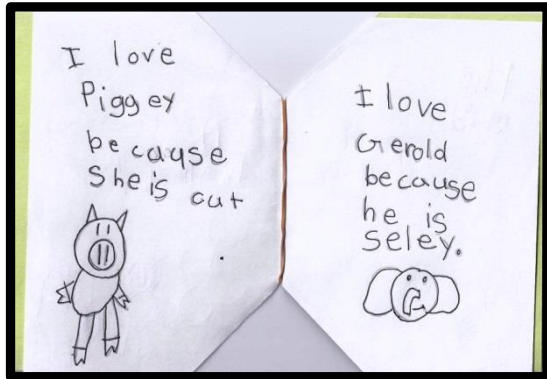 I love
Piggey
because
She is cut
I love
Gerold
because
he is
seley.